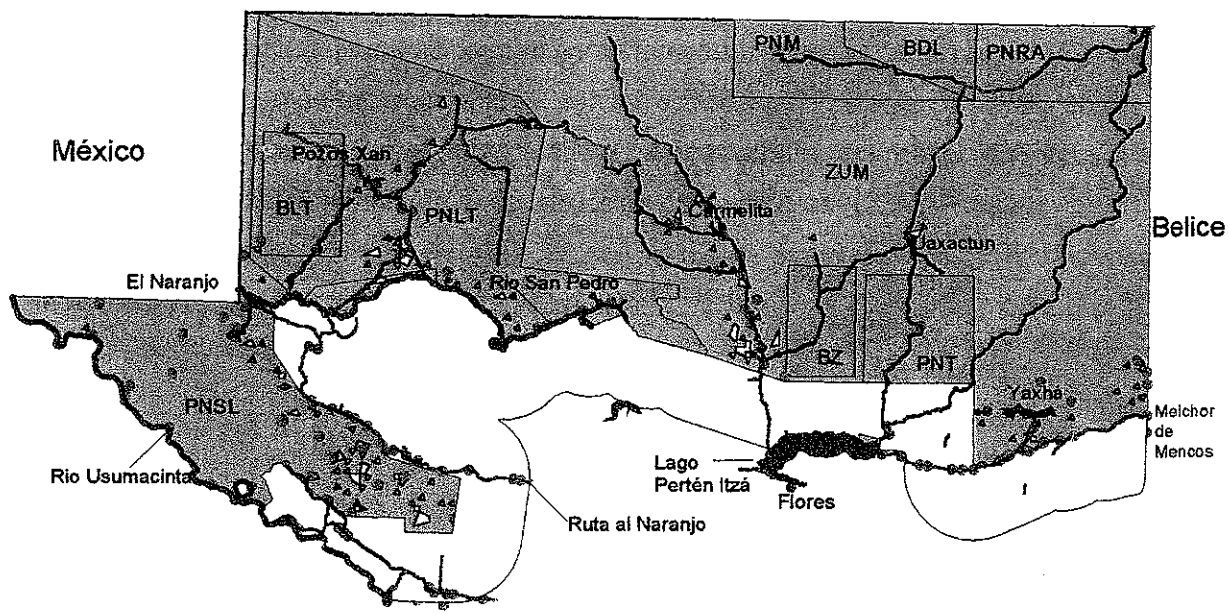 PNM
BDL
PNRA
México
Pozos Xan
ZUM
BLT
PNLT
Carmelita
Belice
Uaxactun
El Naranjo
Rio San Pedro
BZ
PNT
PNSL
Yaxha
Melchor
de
Mencos
Rio Usumacinta
Lago
Pertén Itzá
Flores
Ruta al Naranjo